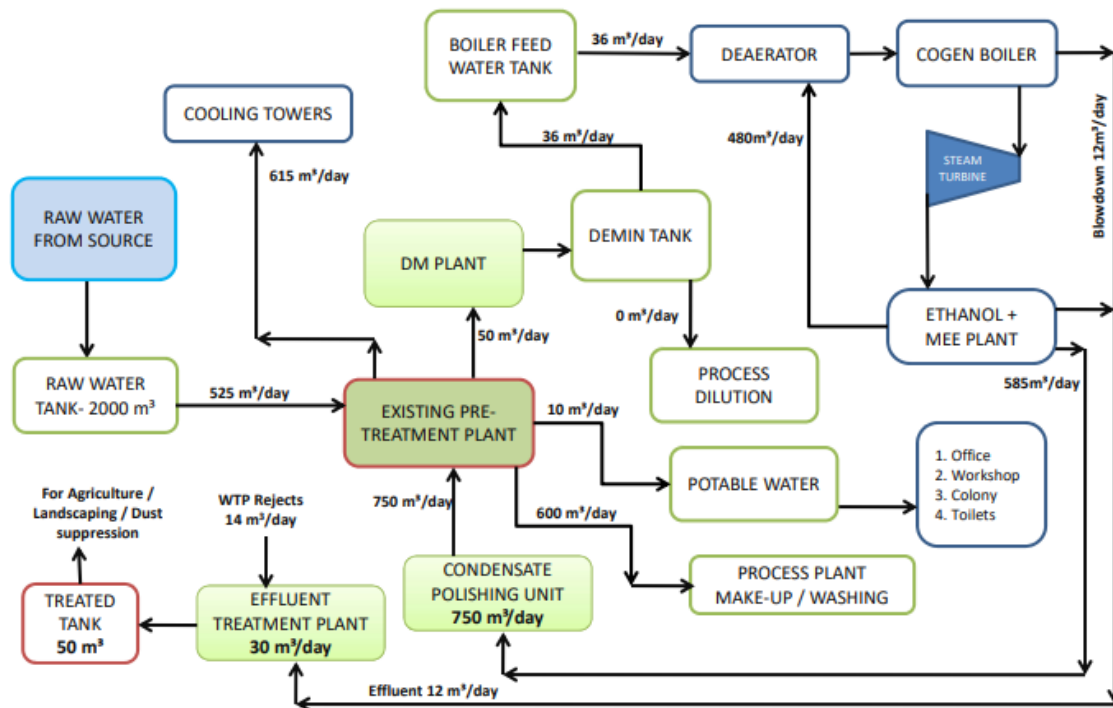 BOILER FEED
WATER TANK
36 m³/day
DEAERATOR
COGEN BOILER
COOLING TOWERS
615 m³/day
36 m³/day
480m³/day
STEAM
TURBINE
Blowdown 12m³/day
RAW WATER
FROM SOURCE
DM PLANT
DEMIN TANK
50 m³/day
0 m³/day
ETHANOL +
MEE PLANT
585m³/day
RAW WATER
TANK- 2000 m³
525 m³/day
EXISTING PRE-
TREATMENT PLANT
PROCESS
DILUTION
10 m³/day
POTABLE WATER
1. Office
2. Workshop
3. Colony
4. Toilets
For Agriculture /
Landscaping / Dust
suppression
WTP Rejects
14 m³/day
750 m³/day
600 m³/day
TREATED
TANK
50 m³
EFFLUENT
TREATMENT PLANT
30 m³/day
CONDENSATE
POLISHING UNIT
750 m³/day
PROCESS PLANT
MAKE-UP / WASHING
Effluent 12 m³/day